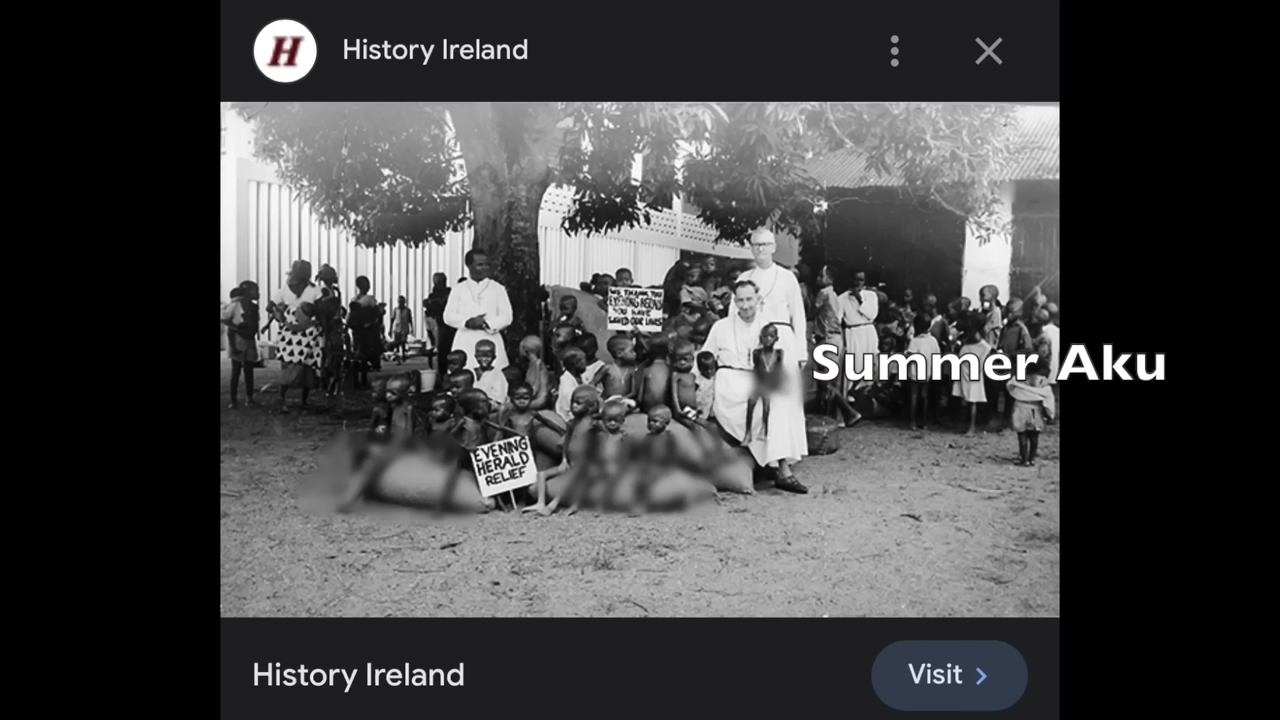 H
History Ireland
WE THANK YOU
EVENING HERALD
YOU HAVE
SAVED OUR LIVES
Summer Aku
EVENING
HERALD
RELIEF
History Ireland
Visit